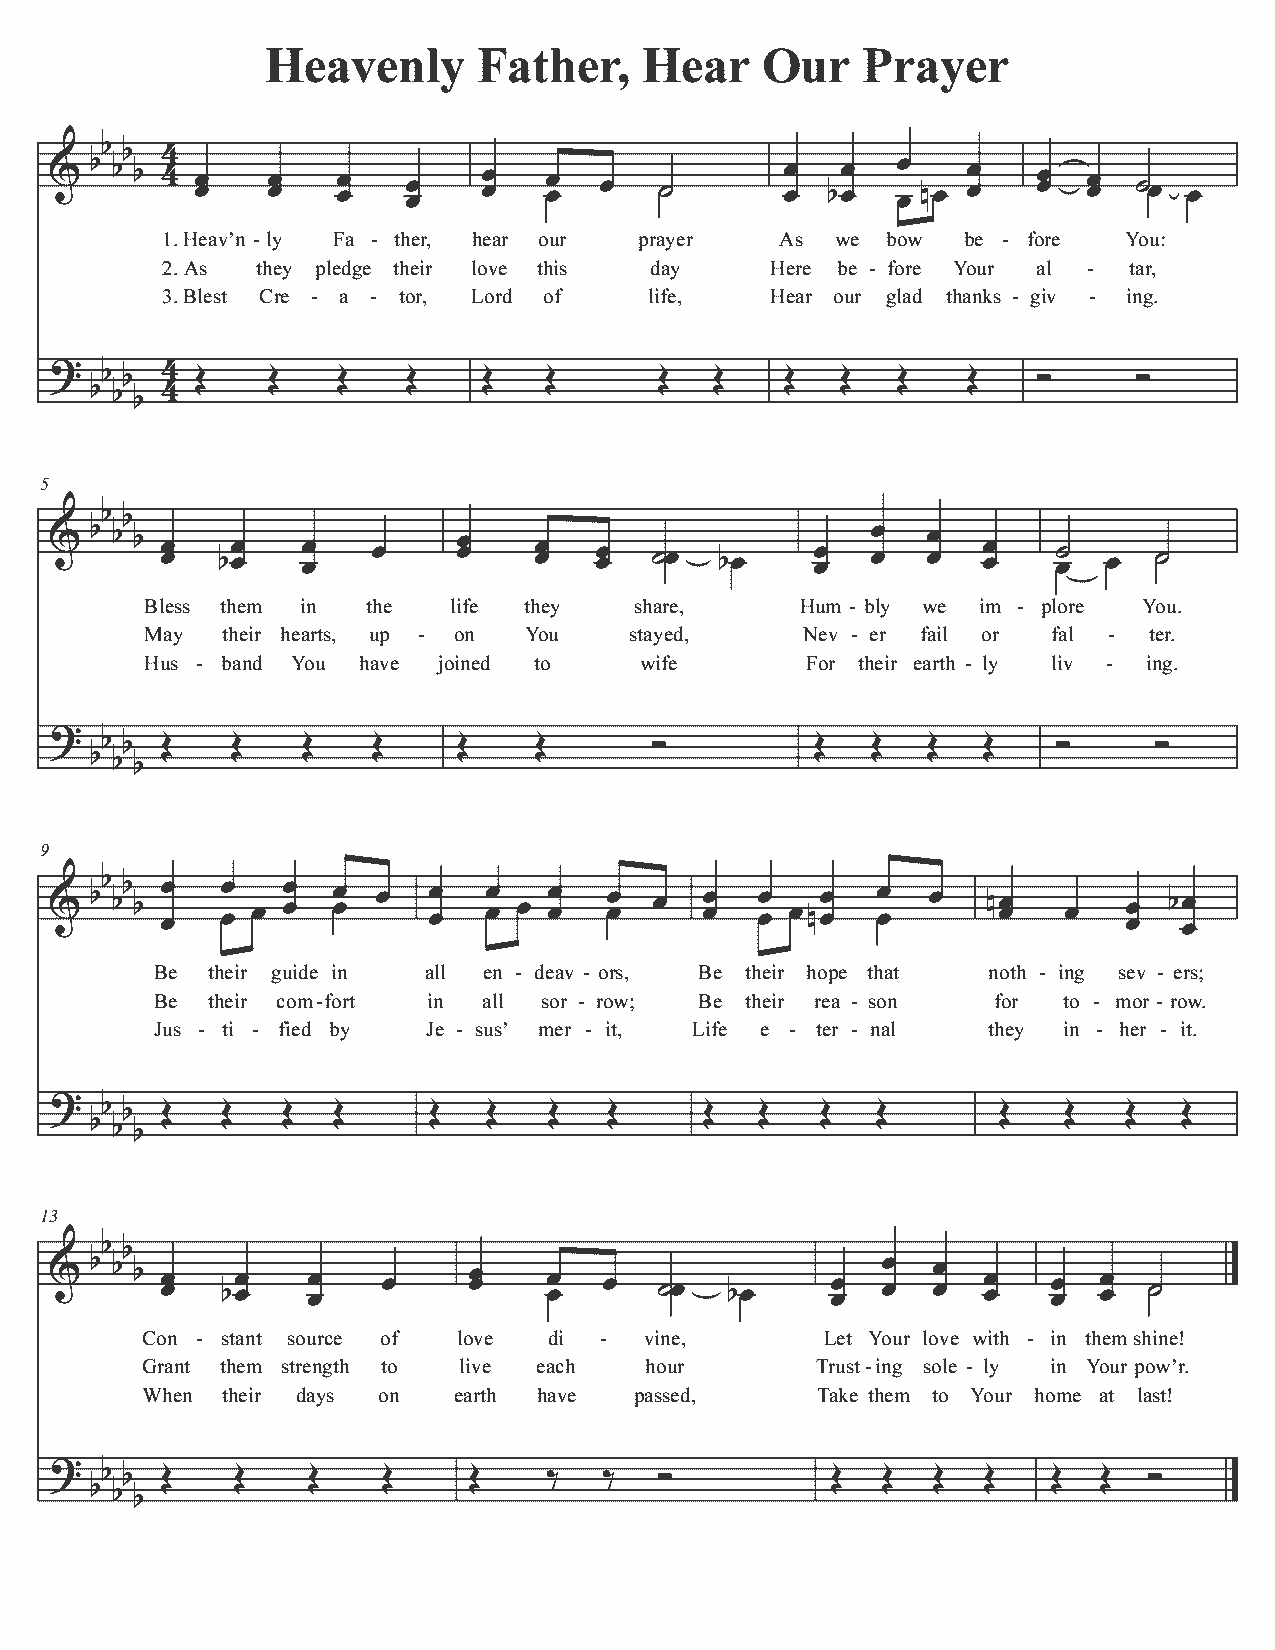 Heavenly Father, Hear Our Prayer
1. Heav’n - ly Fa - ther, hear our prayer As we bow be - fore You:
2. As they pledge their love this day Here be - fore Your al - tar,
3. Blest Cre - a - tor, Lord of life, Hear our glad thanks - giv - ing.
5
Bless them in the life they share, Hum - bly we im - plore You.
May their hearts, up - on You stayed, Nev - er fail or fal - ter.
Hus - band You have joined to wife For their earth - ly liv - ing.
9
Be their guide in all en - deav - ors, Be their hope that noth - ing sev - ers;
Be their com - fort in all sor - row; Be their rea - son for to - mor - row.
Jus - ti - fied by Je - sus’ mer - it, Life e - ter - nal they in - her - it.
13
Con - stant source of love di - vine, Let Your love with - in them shine!
Grant them strength to live each hour Trust - ing sole - ly in Your pow’r.
When their days on earth have passed, Take them to Your home at last!